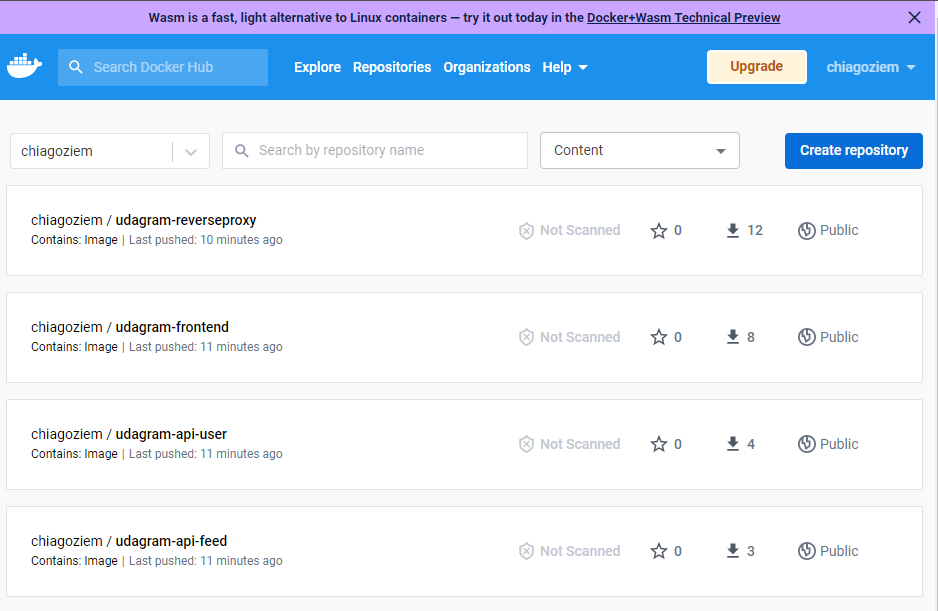 Wasm is a fast, light alternative to Linux containers — try it out today in the Docker+Wasm Technical Preview
Search Docker Hub Explore Repositories Organizations Help Upgrade chiagoziem
chiagoziem Search by repository name Content Create repository
chiagoziem / udagram-reverseproxy
Contains: Image | Last pushed: 10 minutes ago
Not Scanned 0 12 Public
chiagoziem / udagram-frontend
Contains: Image | Last pushed: 11 minutes ago
Not Scanned 0 8 Public
chiagoziem / udagram-api-user
Contains: Image | Last pushed: 11 minutes ago
Not Scanned 0 4 Public
chiagoziem / udagram-api-feed
Contains: Image | Last pushed: 11 minutes ago
Not Scanned 0 3 Public